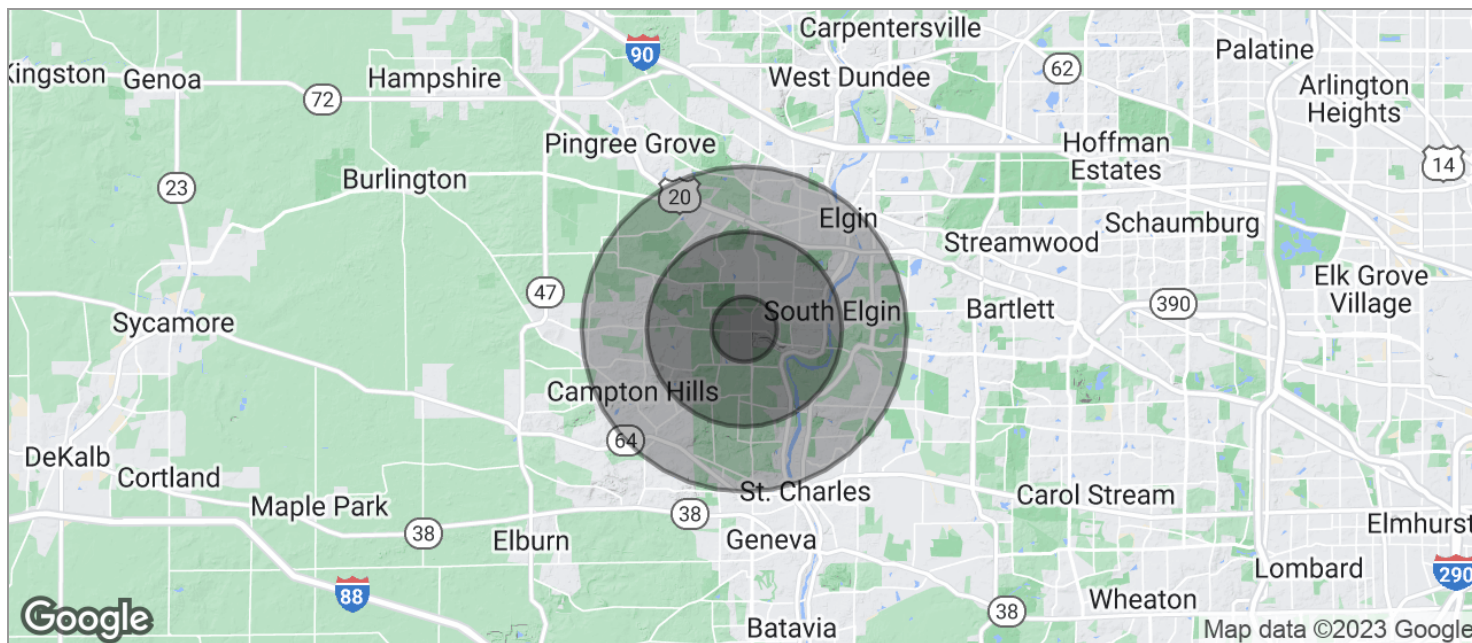 Carpentersville
Palatine
90
Kingston
Genoa
Hampshire
West Dundee
62
Arlington
Heights
72
Pingree Grove
Hoffman
Estates
14
23
Burlington
20
Elgin
Schaumburg
Streamwood
47
South Elgin
Bartlett
390
Elk Grove
Village
Sycamore
Campton Hills
64
DeKalb
Cortland
St. Charles
Carol Stream
Maple Park
38
38
Elburn
Geneva
Elmhurst
Lombard
290
88
38
Wheaton
Google
Batavia
Map data ©2023 Google